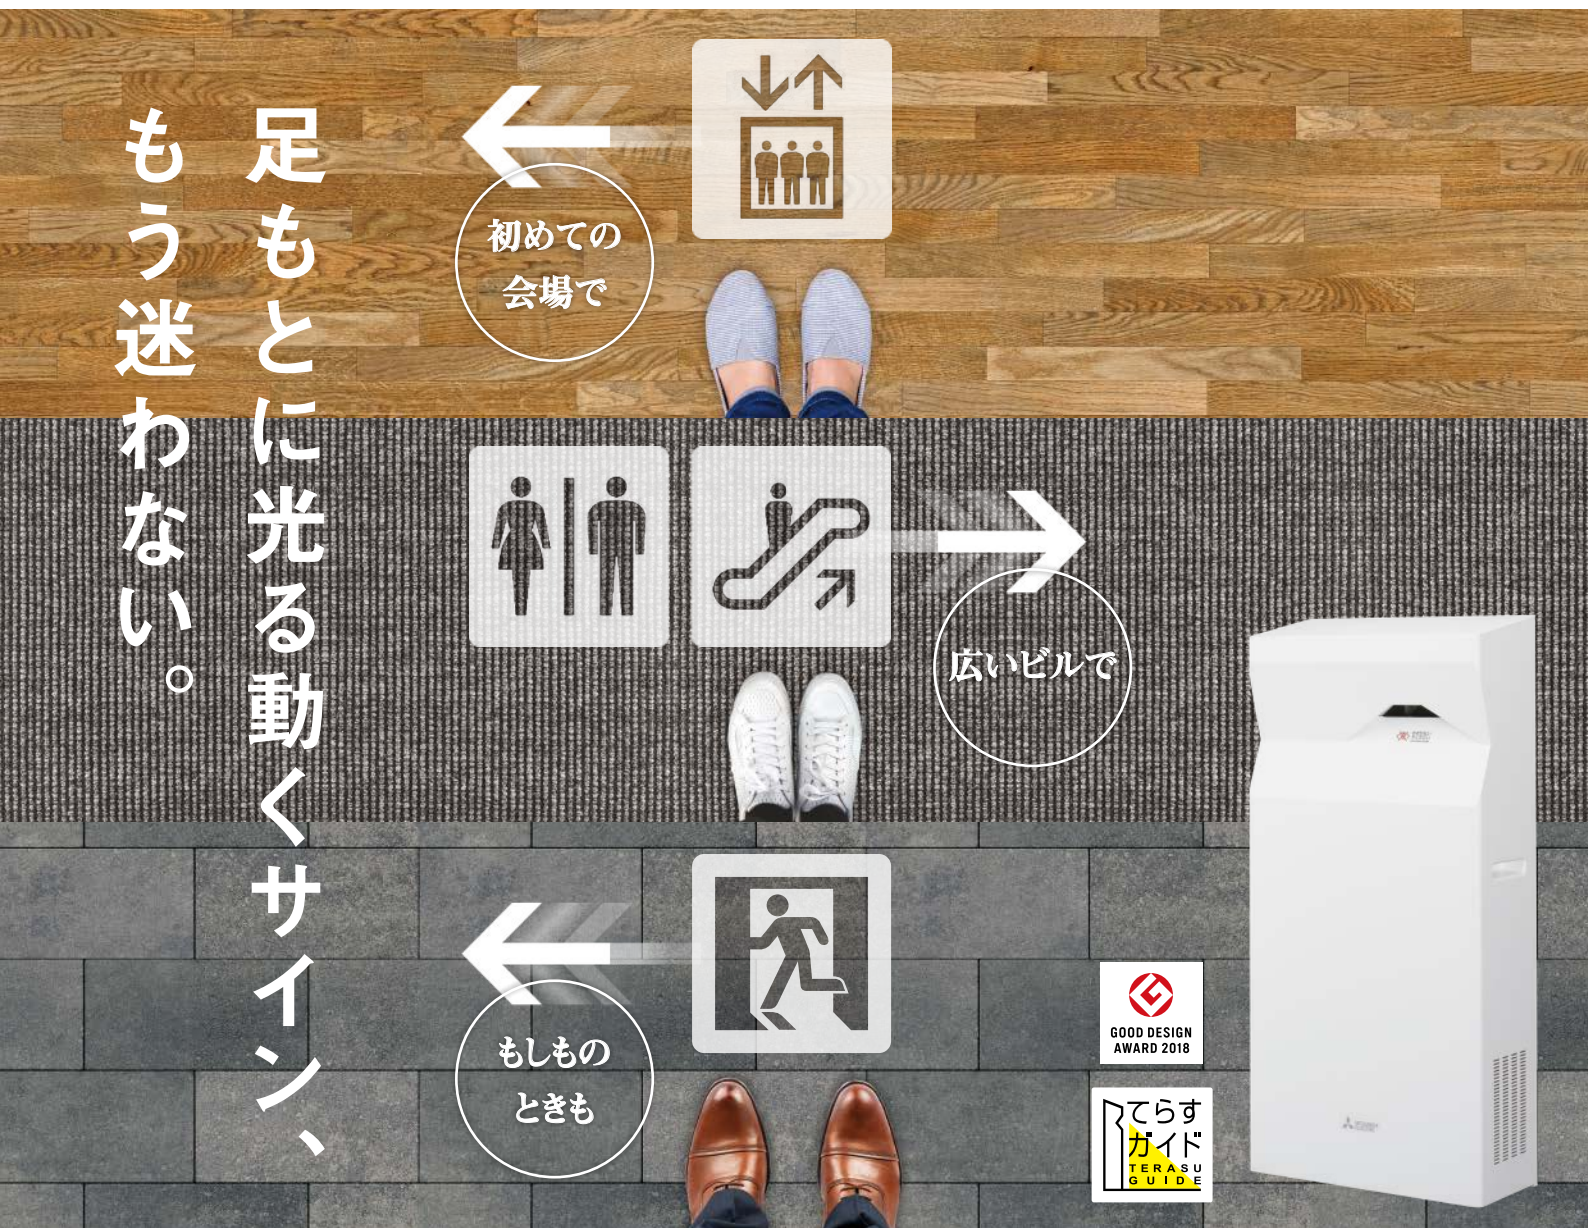 足もとに光る動くサイン、
もう迷わない。
初めての
会場で
広いビルで
もしもの
ときも
GOOD DESIGN
AWARD 2018
てらす
ガイド
TERASU
GUIDE